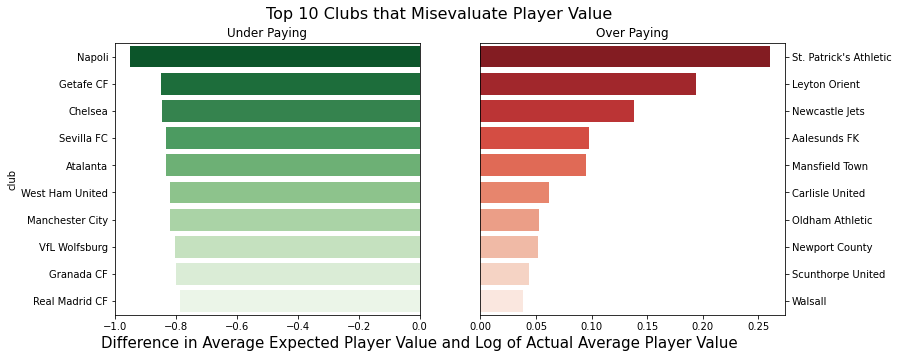 Top 10 Clubs that Misevaluate Player Value
Under Paying
Over Paying
club
Napoli
Getafe CF
Chelsea
Sevilla FC
Atalanta
West Ham United
Manchester City
VfL Wolfsburg
Granada CF
Real Madrid CF
St. Patrick's Athletic
Leyton Orient
Newcastle Jets
Aalesunds FK
Mansfield Town
Carlisle United
Oldham Athletic
Newport County
Scunthorpe United
Walsall
−1.0 −0.8 −0.6 −0.4 −0.2 0.0
0.00 0.05 0.10 0.15 0.20 0.25
Difference in Average Expected Player Value and Log of Actual Average Player Value